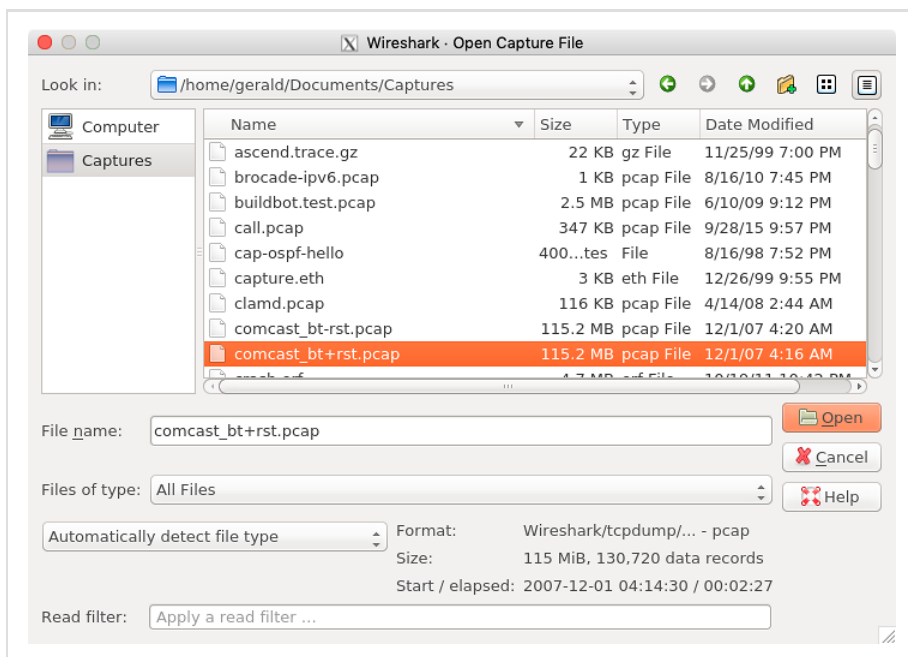 Wireshark · Open Capture File
Look in: /home/gerald/Documents/Captures
Computer
Captures
Name Size Type Date Modified
ascend.trace.gz 22 KB gz File 11/25/99 7:00 PM
brocade-ipv6.pcap 1 KB pcap File 8/16/10 7:45 PM
buildbot.test.pcap 2.5 MB pcap File 6/10/09 9:12 PM
call.pcap 347 KB pcap File 9/28/15 9:57 PM
cap-ospf-hello 400...tes File 8/16/98 7:52 PM
capture.eth 3 KB eth File 12/26/99 9:55 PM
clamd.pcap 116 KB pcap File 4/14/08 2:44 AM
comcast_bt-rst.pcap 115.2 MB pcap File 12/1/07 4:20 AM
comcast_bt+rst.pcap 115.2 MB pcap File 12/1/07 4:16 AM
File name: comcast_bt+rst.pcap
Open
Cancel
Files of type: All Files
Help
Automatically detect file type
Format: Wireshark/tcpdump/... - pcap
Size: 115 MiB, 130,720 data records
Start / elapsed: 2007-12-01 04:14:30 / 00:02:27
Read filter: Apply a read filter ...